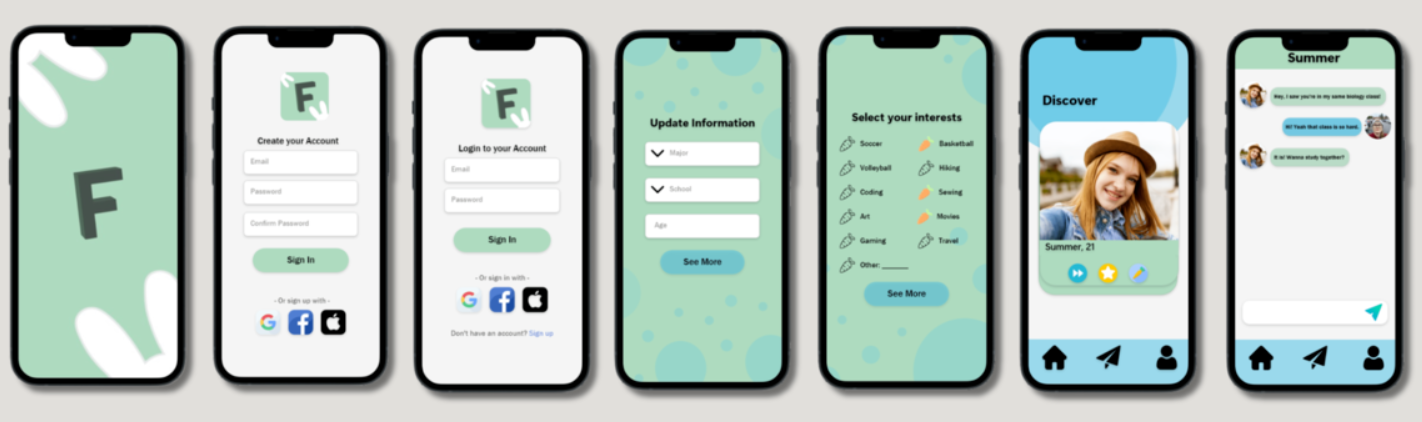 F
F
Create your Account
Email
Password
Confirm Password
Sign In
- Or sign up with -
G
f
F
Login to your Account
Email
Password
Sign In
- Or sign in with -
G
f
Don't have an account? Sign up
Update Information
Major
School
Age
See More
Select your interests
Soccer
Basketball
Volleyball
Hiking
Coding
Sewing
Art
Movies
Gaming
Travel
Other: ______
See More
Discover
Summer, 21
Summer
Hey, I saw you're in my same biology class!
Hi! Yeah that class is so hard.
It is! Wanna study together?